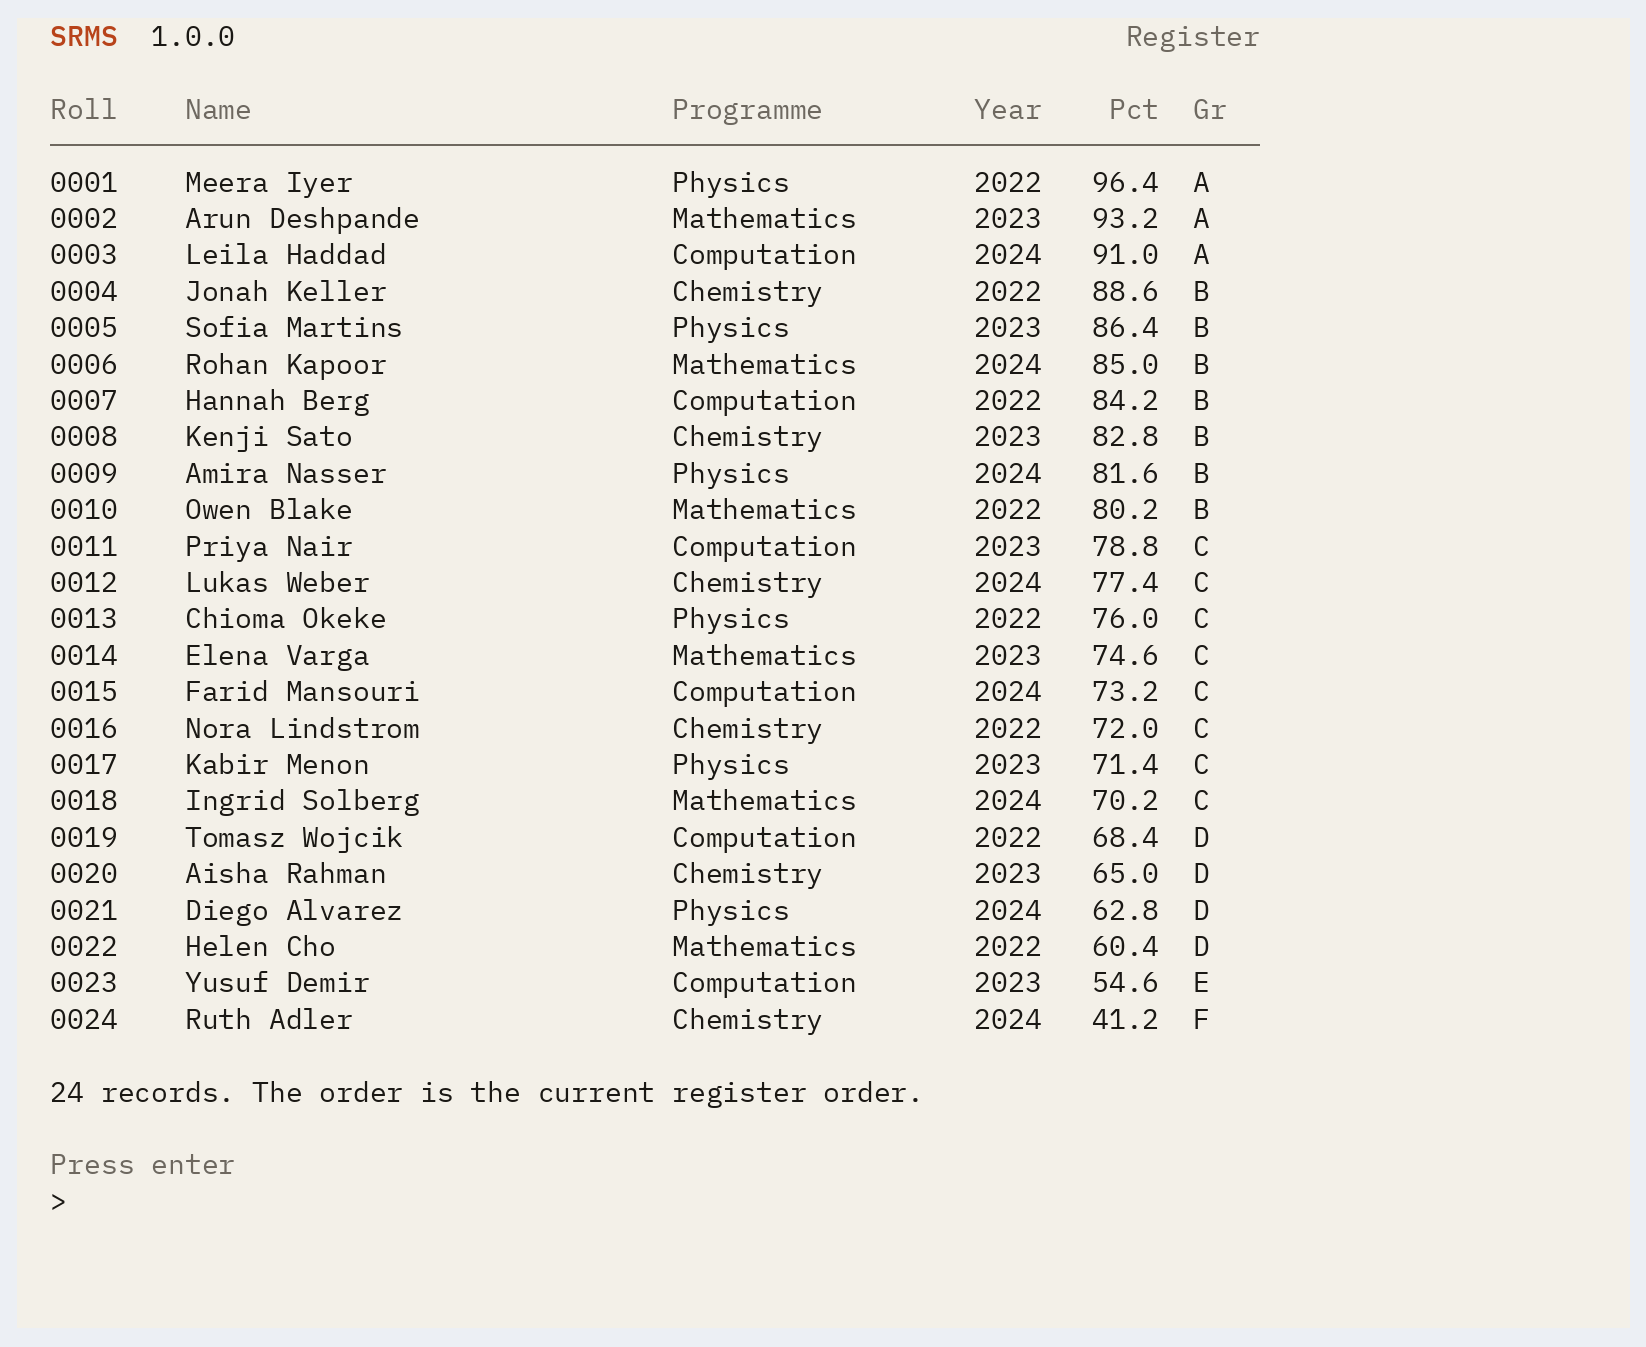 SRMS  1.0.0  Register
Roll  Name  Programme  Year  Pct  Gr
0001  Meera Iyer  Physics  2022  96.4  A
0002  Arun Deshpande  Mathematics  2023  93.2  A
0003  Leila Haddad  Computation  2024  91.0  A
0004  Jonah Keller  Chemistry  2022  88.6  B
0005  Sofia Martins  Physics  2023  86.4  B
0006  Rohan Kapoor  Mathematics  2024  85.0  B
0007  Hannah Berg  Computation  2022  84.2  B
0008  Kenji Sato  Chemistry  2023  82.8  B
0009  Amira Nasser  Physics  2024  81.6  B
0010  Owen Blake  Mathematics  2022  80.2  B
0011  Priya Nair  Computation  2023  78.8  C
0012  Lukas Weber  Chemistry  2024  77.4  C
0013  Chioma Okeke  Physics  2022  76.0  C
0014  Elena Varga  Mathematics  2023  74.6  C
0015  Farid Mansouri  Computation  2024  73.2  C
0016  Nora Lindstrom  Chemistry  2022  72.0  C
0017  Kabir Menon  Physics  2023  71.4  C
0018  Ingrid Solberg  Mathematics  2024  70.2  C
0019  Tomasz Wojcik  Computation  2022  68.4  D
0020  Aisha Rahman  Chemistry  2023  65.0  D
0021  Diego Alvarez  Physics  2024  62.8  D
0022  Helen Cho  Mathematics  2022  60.4  D
0023  Yusuf Demir  Computation  2023  54.6  E
0024  Ruth Adler  Chemistry  2024  41.2  F
24 records. The order is the current register order.
Press enter
>